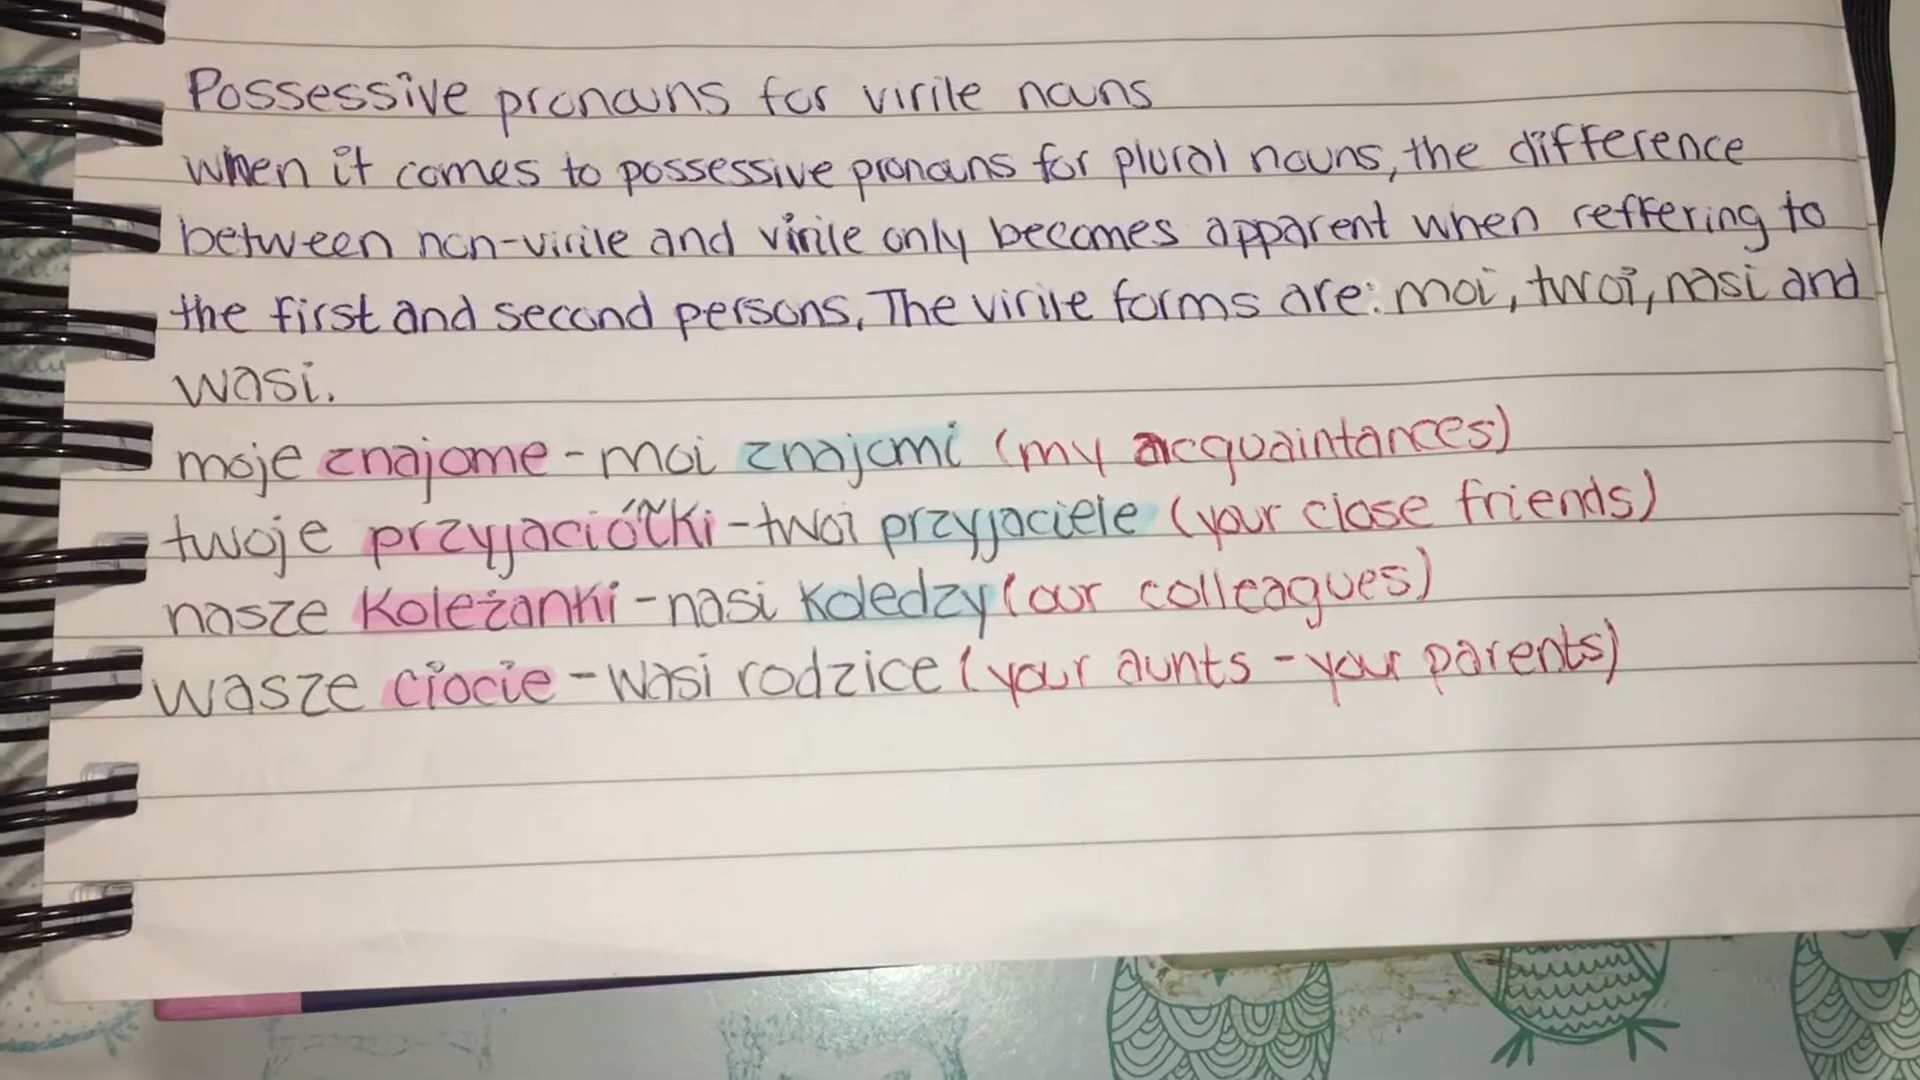 Possessive pronouns for virile nouns
When it comes to possessive pronouns for plural nouns, the difference
between non-virile and virile only becomes apparent when reffering to
the first and second persons. The virile forms are: moi, twoi, nasi and
wasi.
moje znajome - moi znajomi (my acquaintances)
twoje przyjaciółki - twoi przyjaciele (your close friends)
nasze koleżanki - nasi koledzy (our colleagues)
wasze ciocie - wasi rodzice (your aunts - your parents)